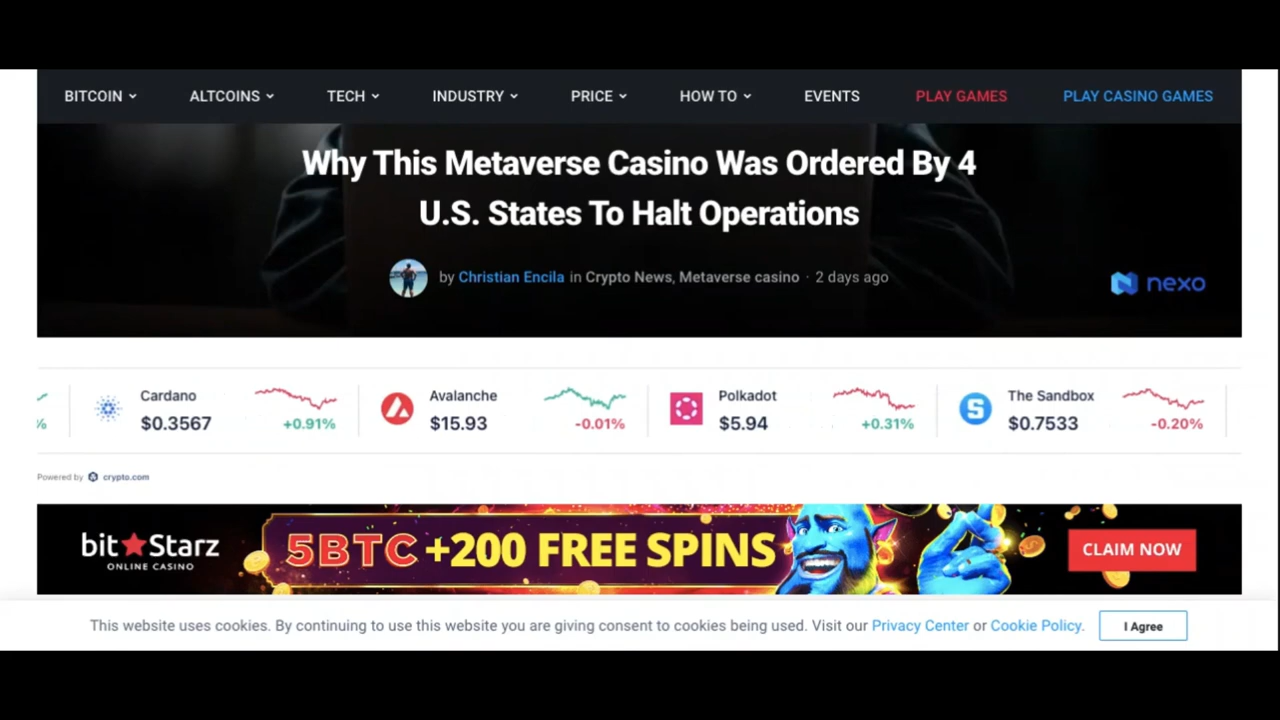 BITCOIN ALTCOINS TECH INDUSTRY PRICE HOW TO EVENTS PLAY GAMES PLAY CASINO GAMES
Why This Metaverse Casino Was Ordered By 4
U.S. States To Halt Operations
by Christian Encila in Crypto News, Metaverse casino · 2 days ago
nexo
%
Cardano
$0.3567 +0.91%
Avalanche
$15.93 -0.01%
Polkadot
$5.94 +0.31%
The Sandbox
$0.7533 -0.20%
Powered by crypto.com
bitStarz
ONLINE CASINO
5BTC +200 FREE SPINS
CLAIM NOW
This website uses cookies. By continuing to use this website you are giving consent to cookies being used. Visit our Privacy Center or Cookie Policy. I Agree